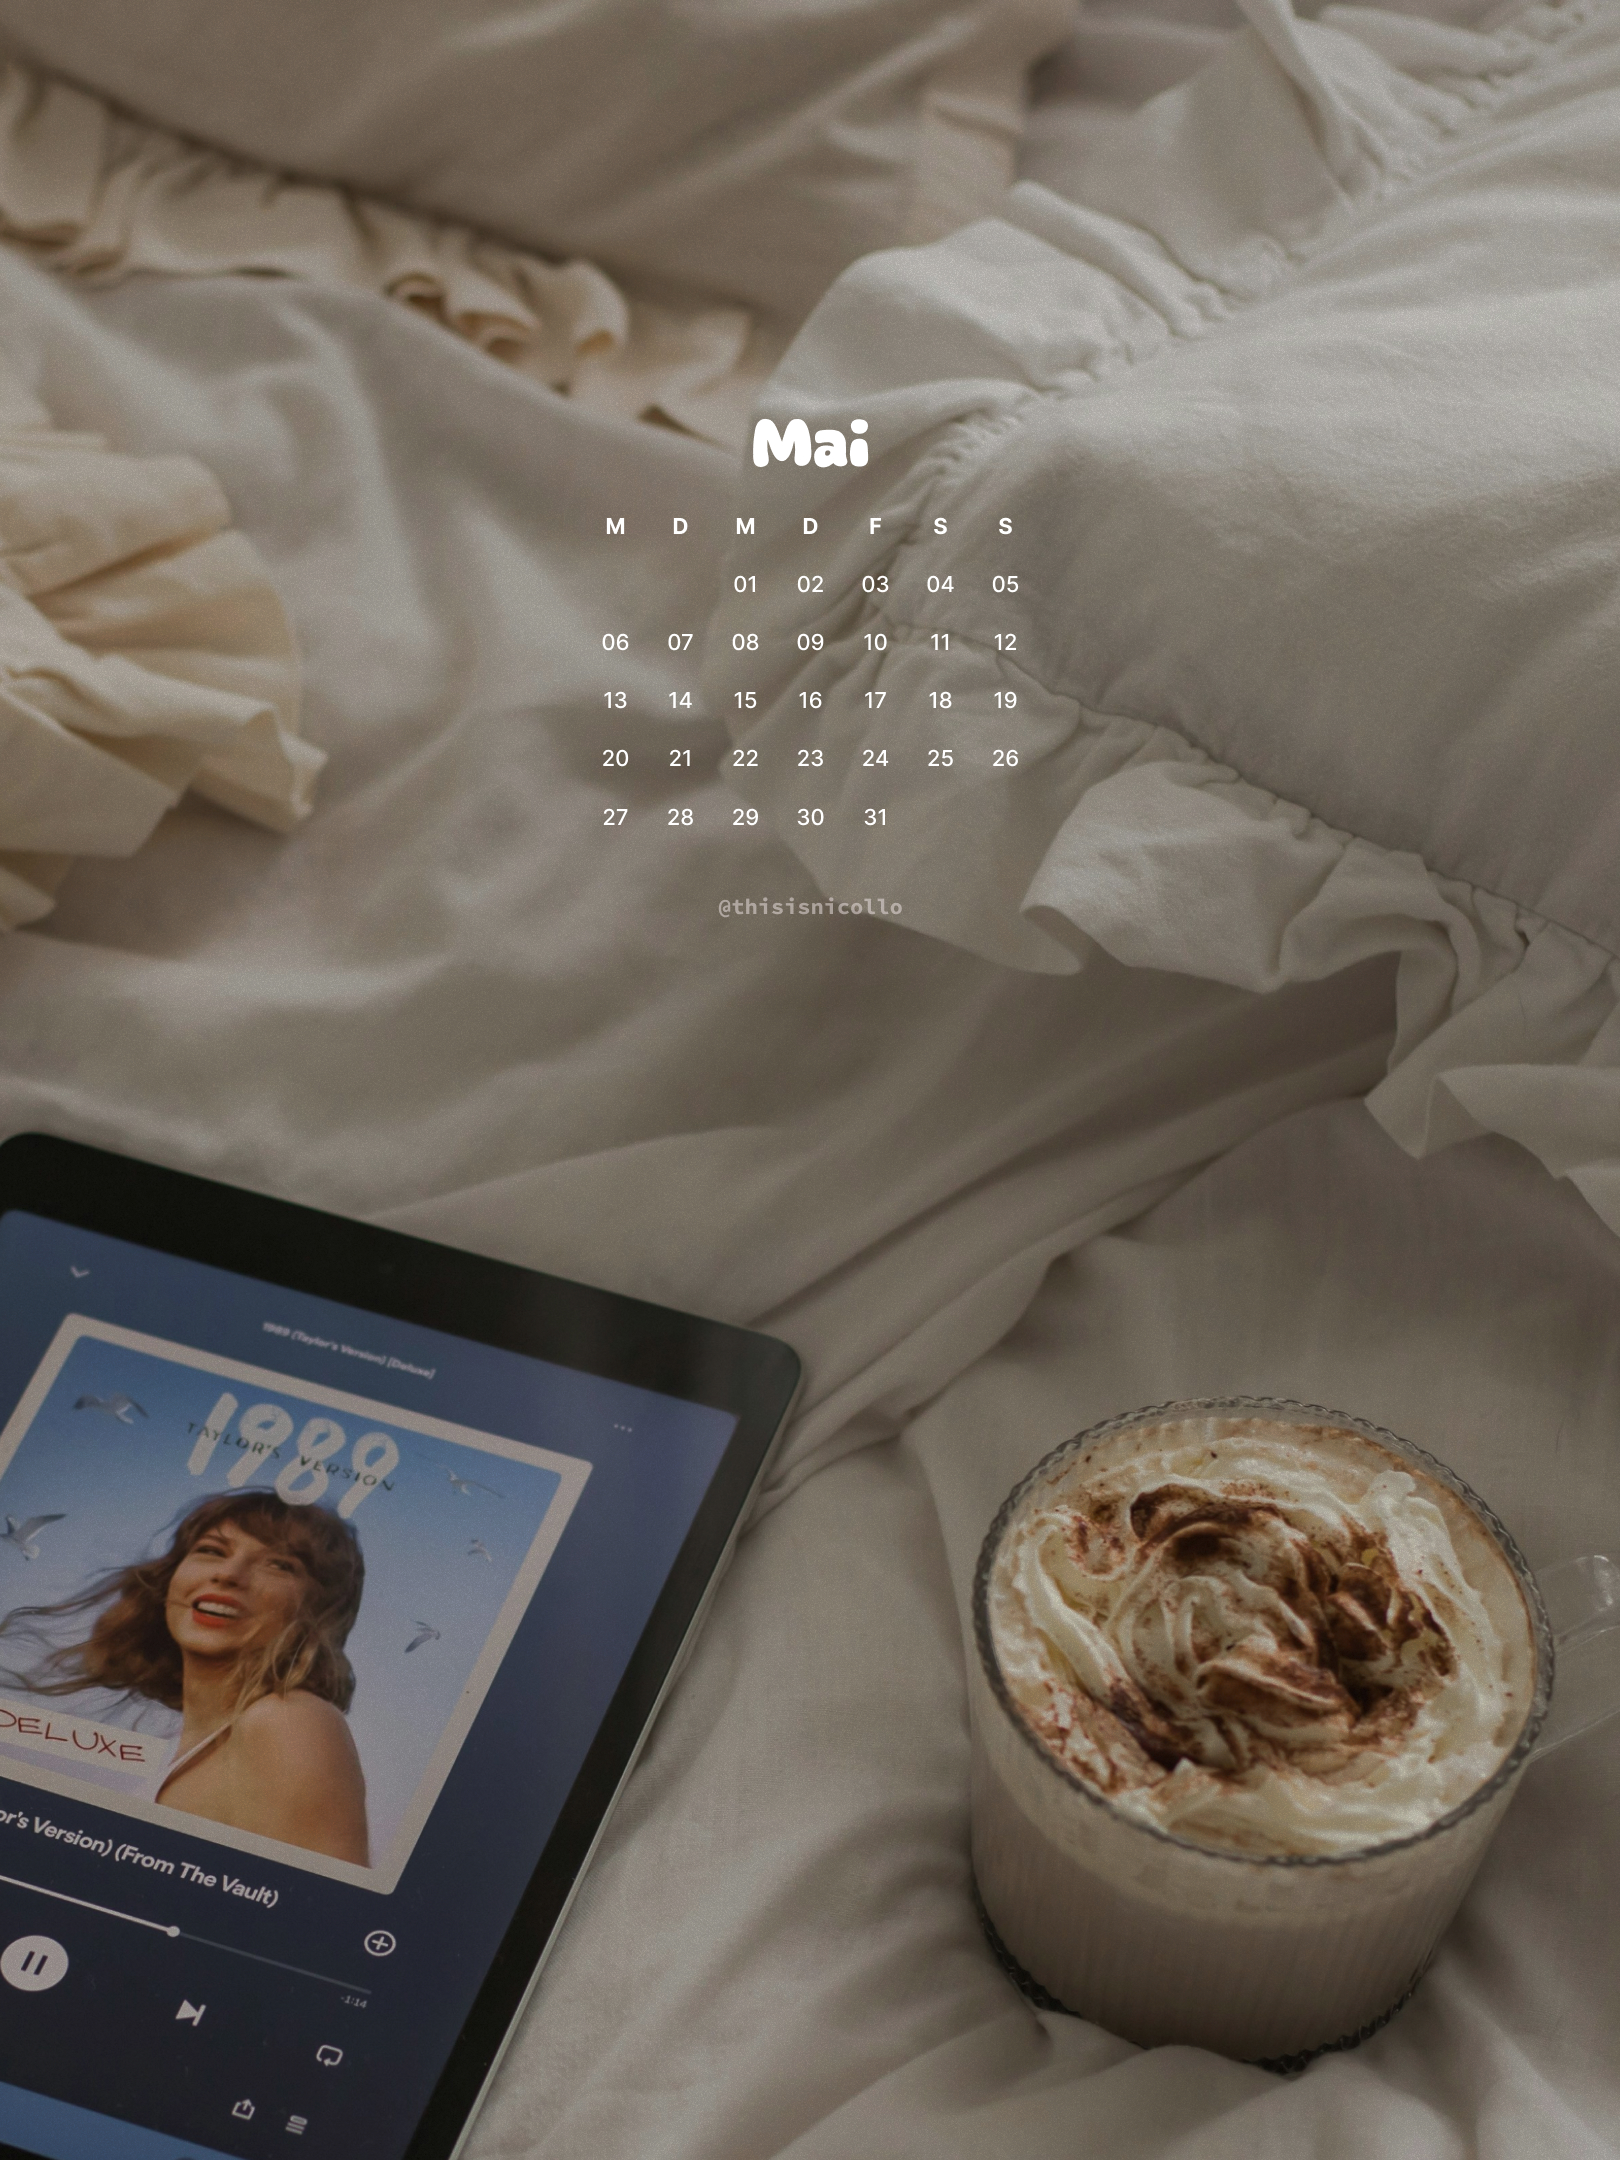 Mai
M D M D F S S
01 02 03 04 05
06 07 08 09 10 11 12
13 14 15 16 17 18 19
20 21 22 23 24 25 26
27 28 29 30 31
@thisisnicollo
1989 (Taylor's Version) [Deluxe]
1989
TAYLOR'S VERSION
DELUXE
or's Version) (From The Vault)
-1:14